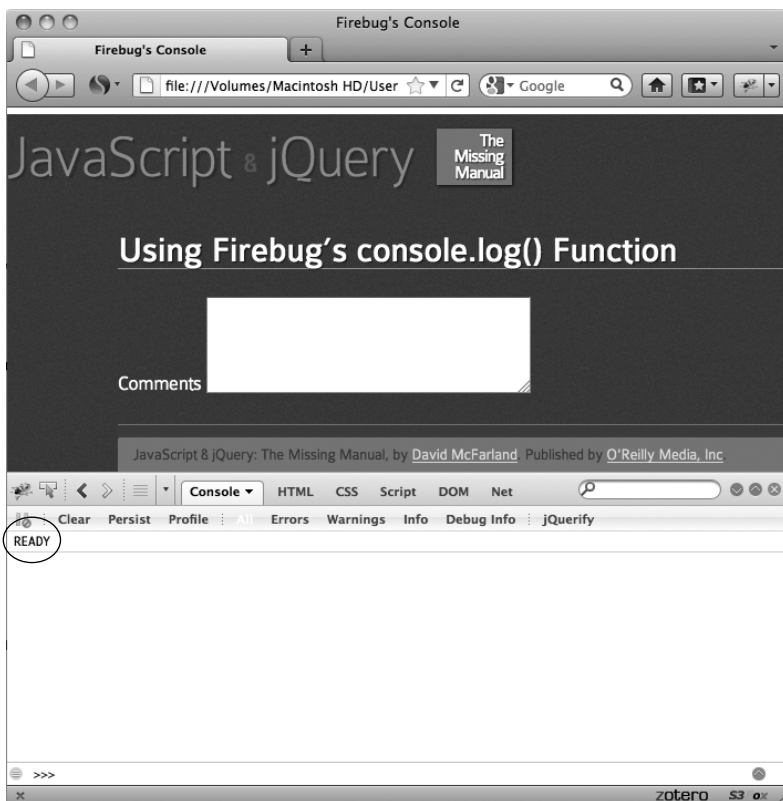 Firebug's Console
Firebug's Console
file:///Volumes/Macintosh HD/User
Google
JavaScript & jQuery
The
Missing
Manual
Using Firebug's console.log() Function
Comments
JavaScript & jQuery: The Missing Manual, by David McFarland. Published by O'Reilly Media, Inc.
Console HTML CSS Script DOM Net
Clear Persist Profile All Errors Warnings Info Debug Info jQuerify
READY
>>>
zotero S3